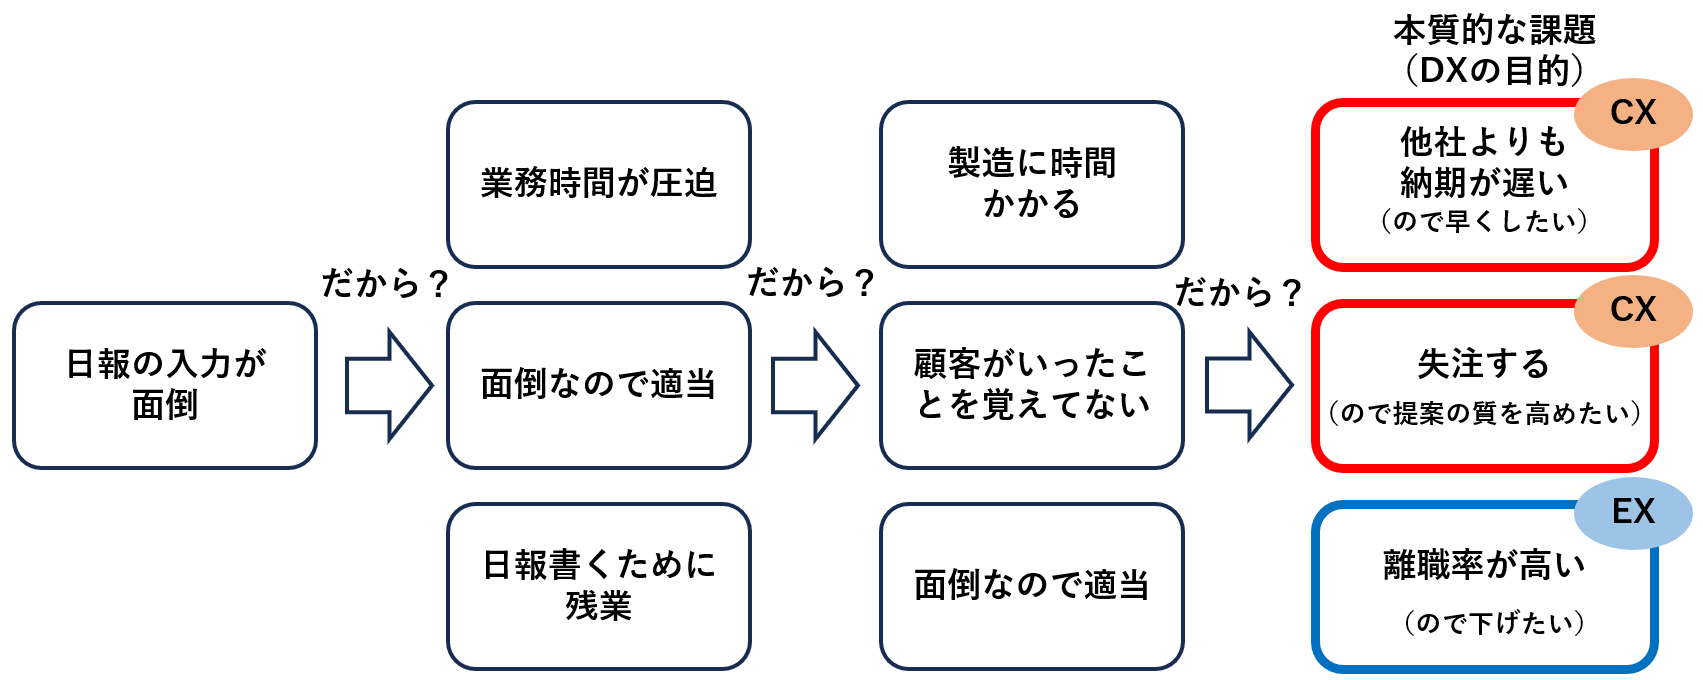 本質的な課題
（DXの目的）
日報の入力が
面倒
だから？
業務時間が圧迫
面倒なので適当
日報書くために
残業
だから？
製造に時間
かかる
顧客がいったこ
とを覚えてない
面倒なので適当
だから？
CX
他社よりも
納期が遅い
（ので早くしたい）
CX
失注する
（ので提案の質を高めたい）
EX
離職率が高い
（ので下げたい）